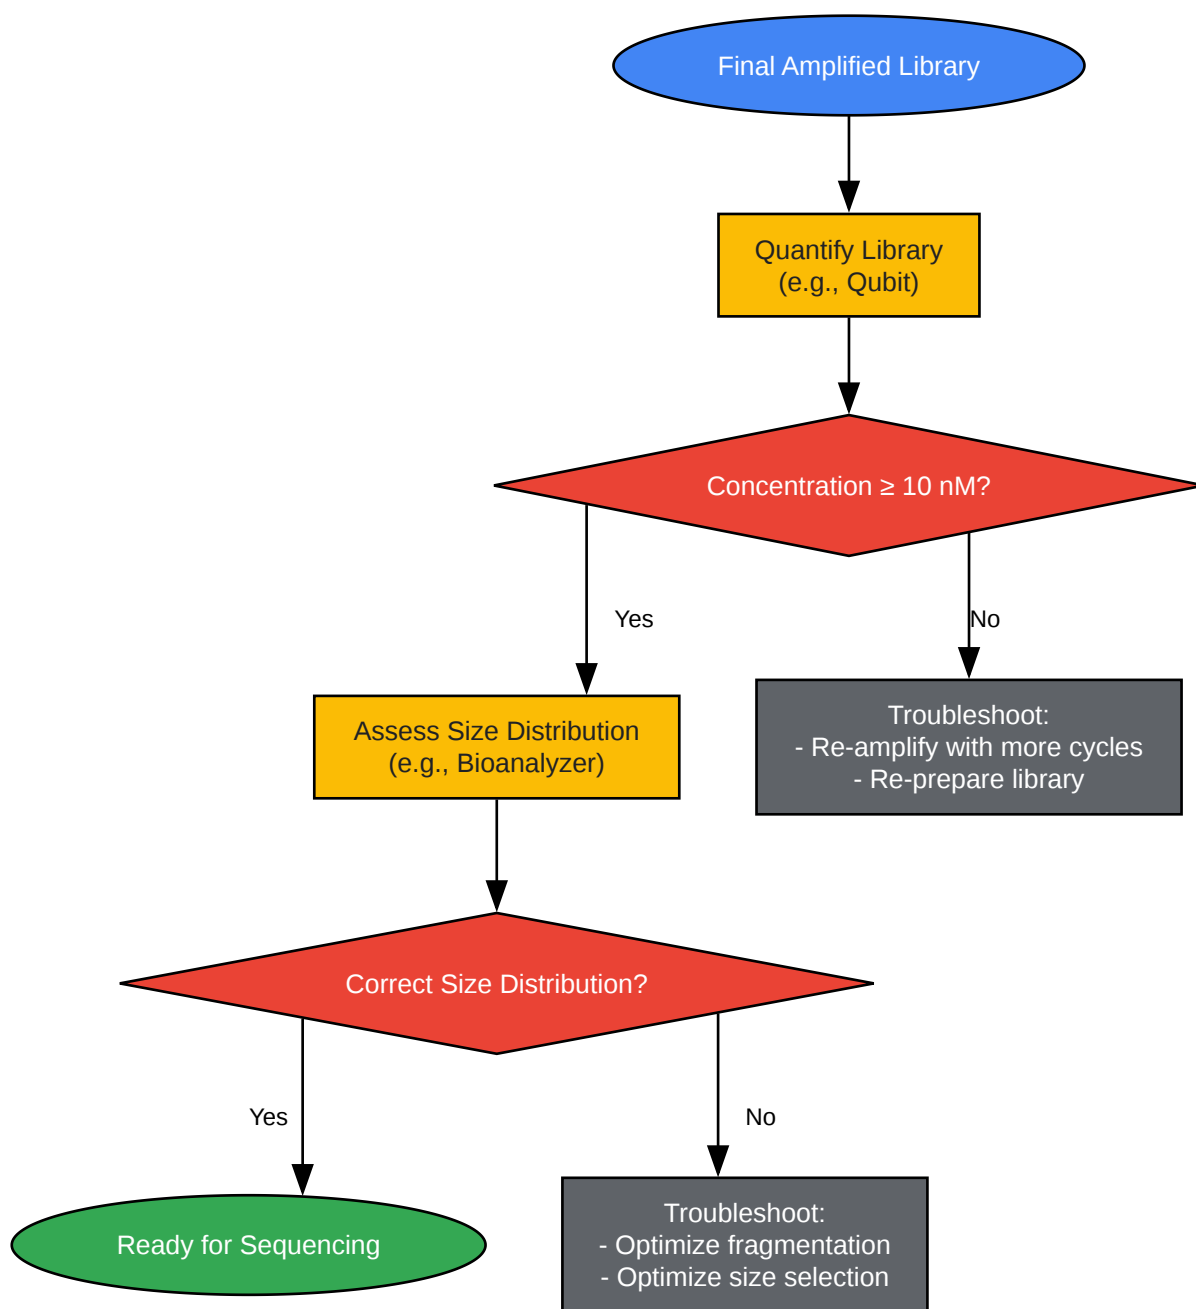 Final Amplified Library
Quantify Library
(e.g., Qubit)
Concentration ≥ 10 nM?
Yes
No
Assess Size Distribution
(e.g., Bioanalyzer)
Troubleshoot:
- Re-amplify with more cycles
- Re-prepare library
Correct Size Distribution?
Yes
No
Ready for Sequencing
Troubleshoot:
- Optimize fragmentation
- Optimize size selection